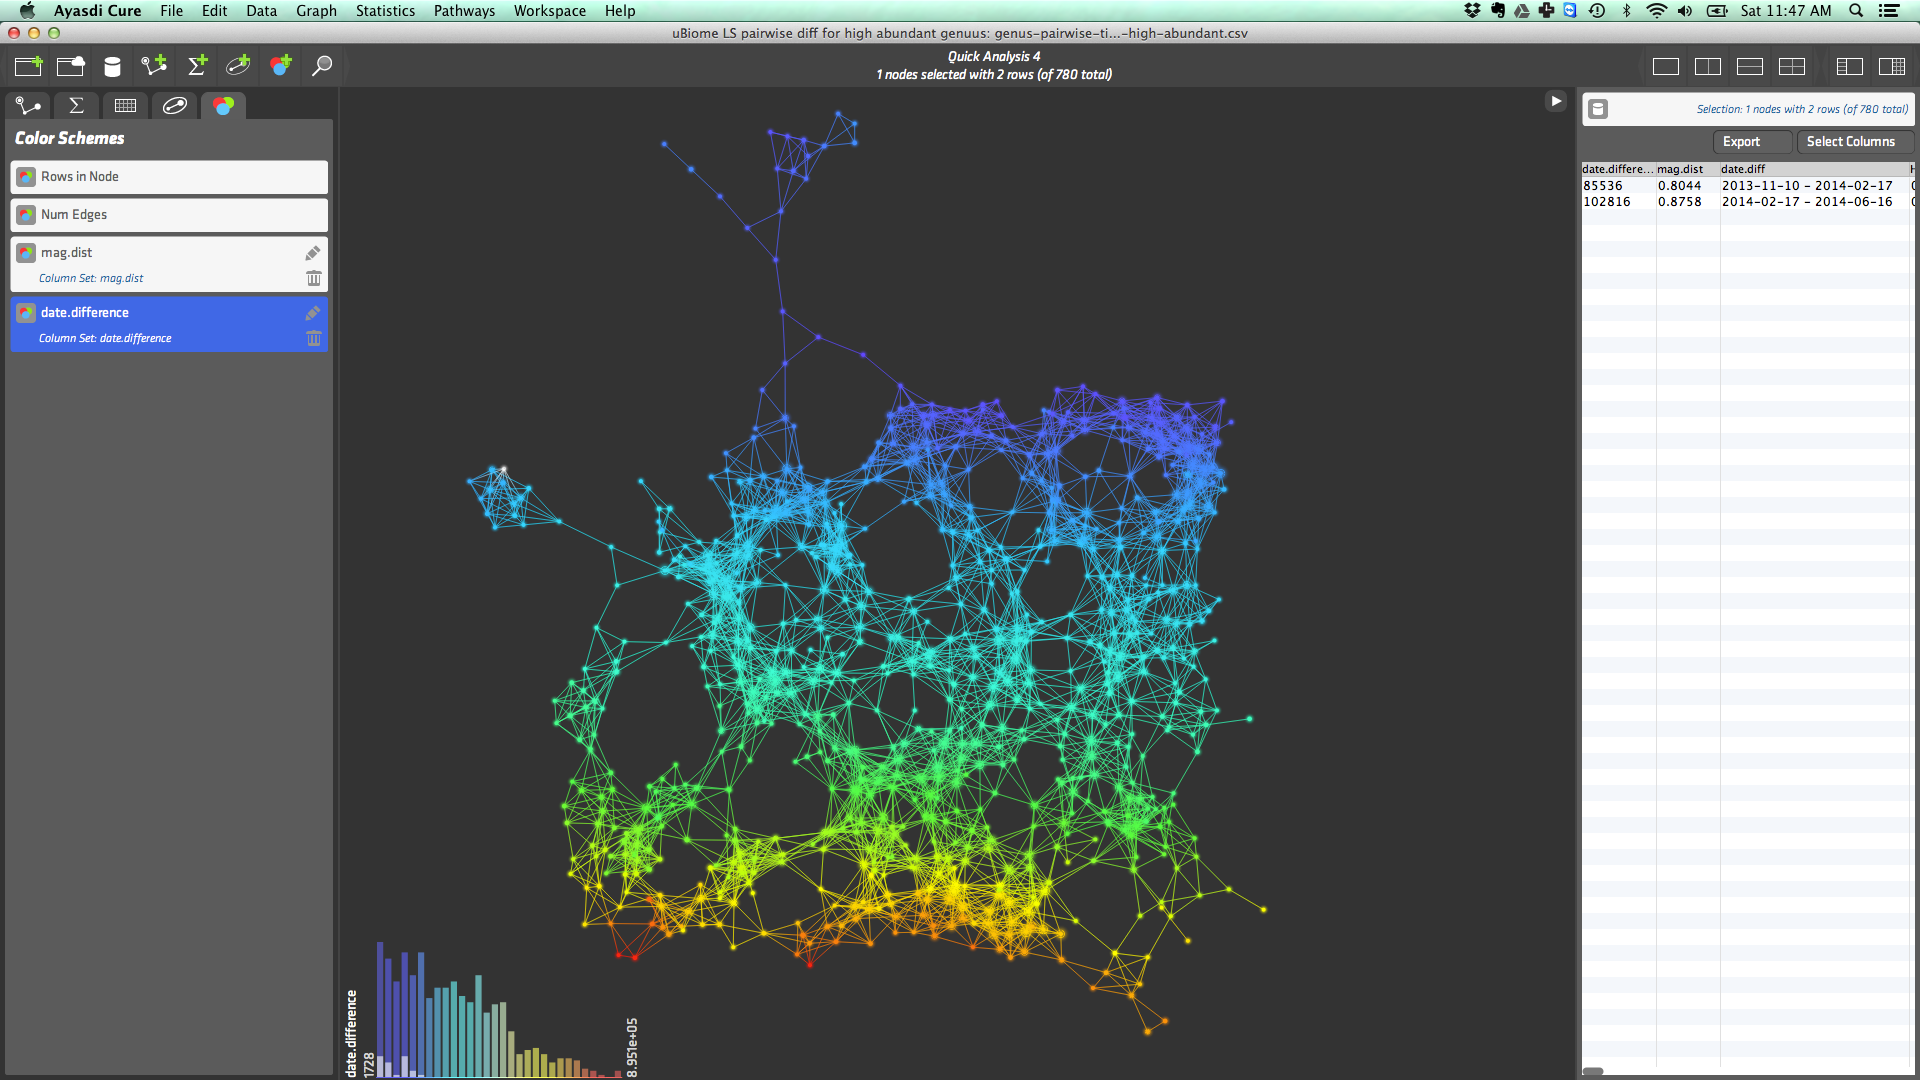 Ayasdi Cure File Edit Data Graph Statistics Pathways Workspace Help Sat 11:47 AM
uBiome LS pairwise diff for high abundant genuus: genus-pairwise-ti...-high-abundant.csv
Quick Analysis 4
1 nodes selected with 2 rows (of 780 total)
Color Schemes
Rows in Node
Num Edges
mag.dist
Column Set: mag.dist
date.difference
Column Set: date.difference
date.difference
1728
8.951e+05
Selection: 1 nodes with 2 rows (of 780 total)
Export Select Columns
date.differe... mag.dist date.diff
85536 0.8044 2013-11-10 - 2014-02-17
102816 0.8758 2014-02-17 - 2014-06-16